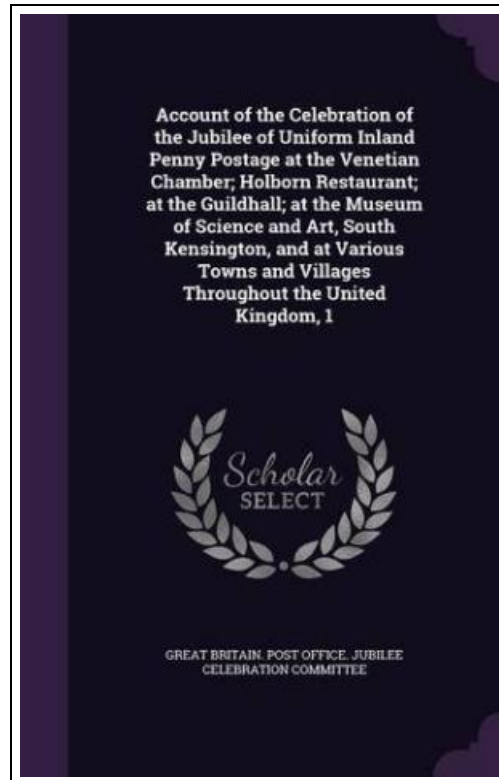 Account of the Celebration of
the Jubilee of Uniform Inland
Penny Postage at the Venetian
Chamber; Holborn Restaurant;
at the Guildhall; at the Museum
of Science and Art, South
Kensington, and at Various
Towns and Villages
Throughout the United
Kingdom, 1
Scholar
SELECT
GREAT BRITAIN. POST OFFICE. JUBILEE
CELEBRATION COMMITTEE